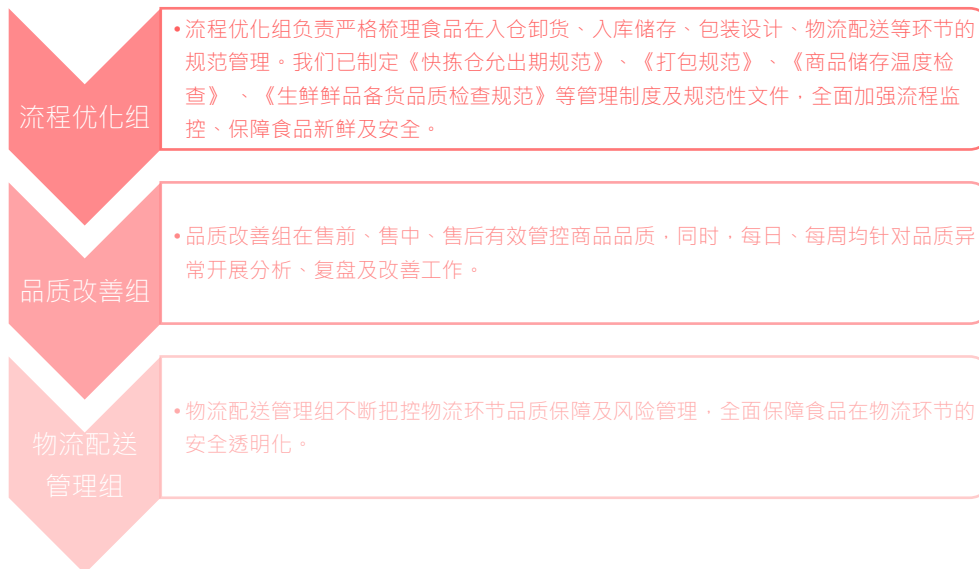 流程优化组
•流程优化组负责严格梳理食品在入仓卸货、入库储存、包装设计、物流配送等环节的
规范管理。我们已制定《快拣仓允出期规范》、《打包规范》、《商品储存温度检
查》 、《生鲜鲜品备货品质检查规范》等管理制度及规范性文件，全面加强流程监
控、保障食品新鲜及安全。
品质改善组
•品质改善组在售前、售中、售后有效管控商品品质，同时，每日、每周均针对品质异
常开展分析、复盘及改善工作。
物流配送
管理组
•物流配送管理组不断把控物流环节品质保障及风险管理，全面保障食品在物流环节的
安全透明化。